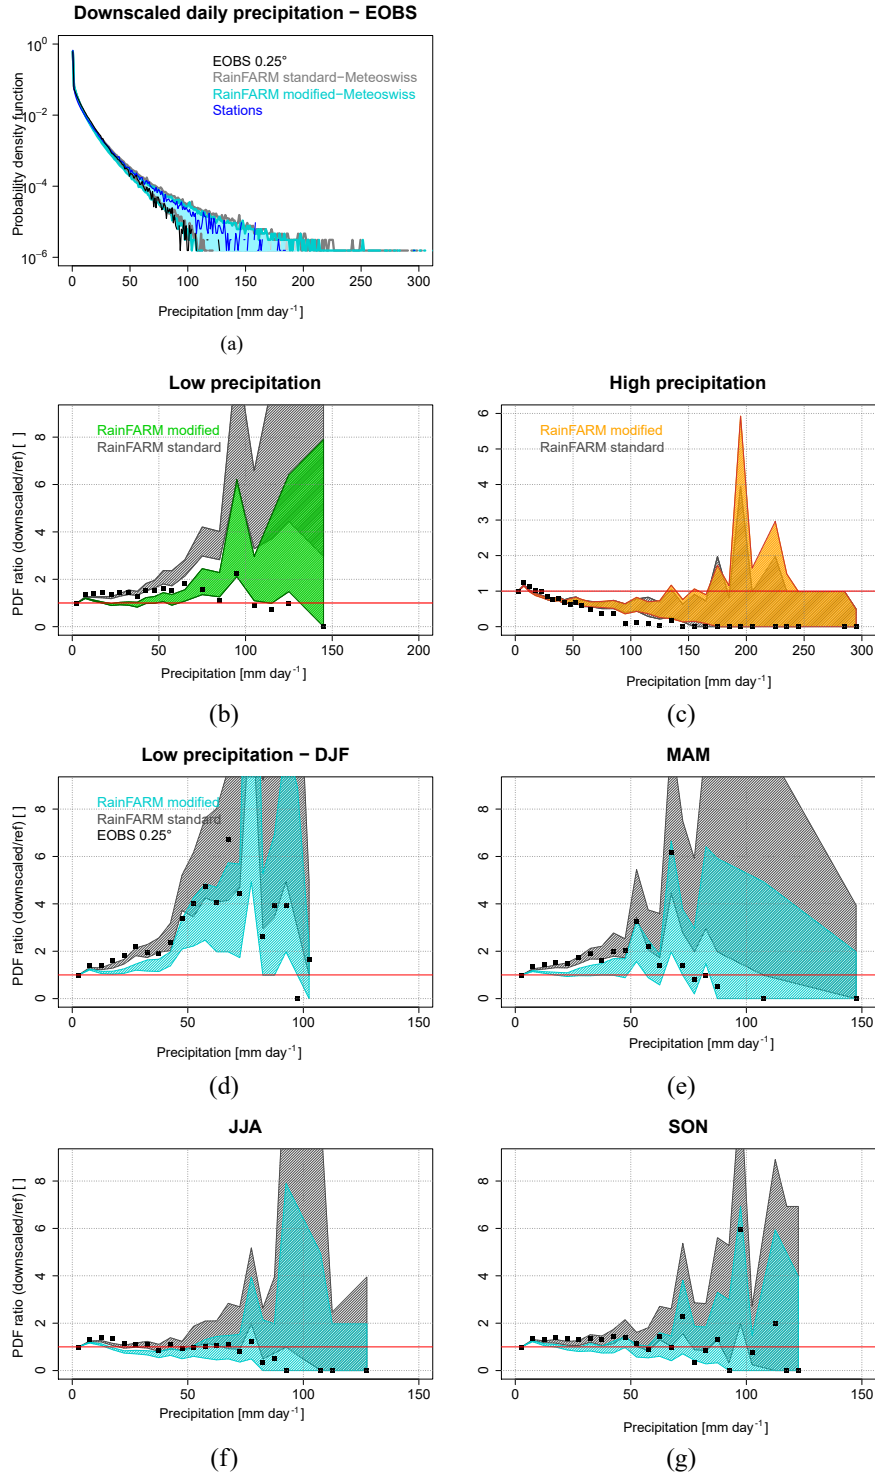 Downscaled daily precipitation − EOBS
Probability density function
10⁰
10⁻²
10⁻⁴
10⁻⁶
EOBS 0.25°
RainFARM standard−Meteoswiss
RainFARM modified−Meteoswiss
Stations
0 50 100 150 200 250 300
Precipitation [mm day⁻¹]
(a)
Low precipitation
PDF ratio (downscaled/ref) [ ]
8
6
4
2
0
RainFARM modified
RainFARM standard
0 50 100 150 200
Precipitation [mm day⁻¹]
(b)
High precipitation
6
5
4
3
2
1
0
RainFARM modified
RainFARM standard
0 50 100 150 200 250 300
Precipitation [mm day⁻¹]
(c)
Low precipitation − DJF
PDF ratio (downscaled/ref) [ ]
8
6
4
2
0
RainFARM modified
RainFARM standard
EOBS 0.25°
0 50 100 150
Precipitation [mm day⁻¹]
(d)
MAM
8
6
4
2
0
0 50 100 150
Precipitation [mm day⁻¹]
(e)
JJA
PDF ratio (downscaled/ref) [ ]
8
6
4
2
0
0 50 100 150
Precipitation [mm day⁻¹]
(f)
SON
8
6
4
2
0
0 50 100 150
Precipitation [mm day⁻¹]
(g)